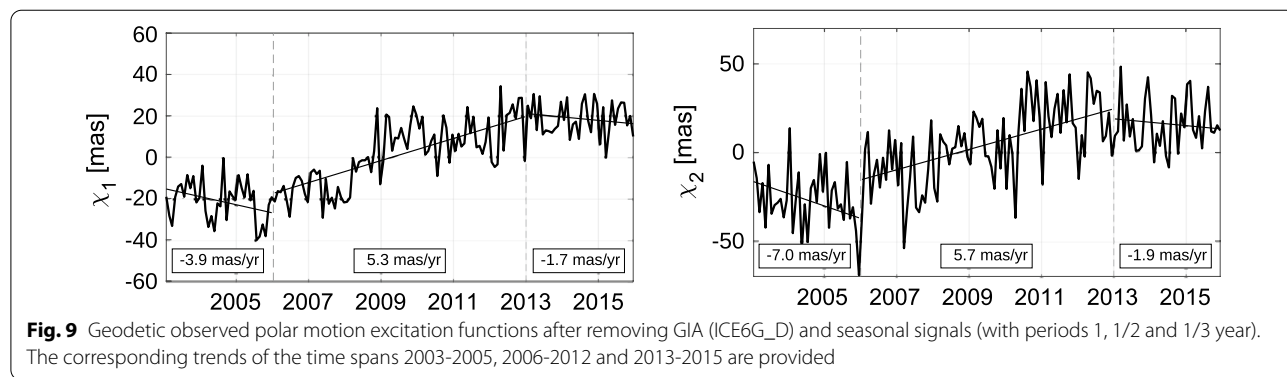 60
40
20
0
-20
-40
-60
χ1 [mas]
-3.9 mas/yr
5.3 mas/yr
-1.7 mas/yr
2005 2007 2009 2011 2013 2015
50
0
-50
χ2 [mas]
-7.0 mas/yr
5.7 mas/yr
-1.9 mas/yr
2005 2007 2009 2011 2013 2015
Fig. 9 Geodetic observed polar motion excitation functions after removing GIA (ICE6G_D) and seasonal signals (with periods 1, 1/2 and 1/3 year).
The corresponding trends of the time spans 2003-2005, 2006-2012 and 2013-2015 are provided